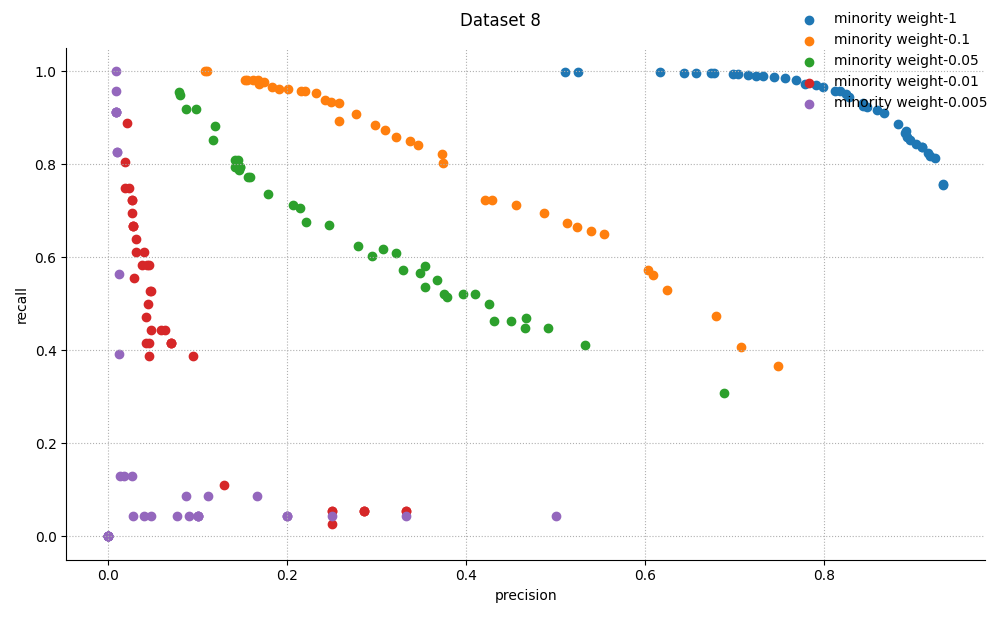 Dataset 8
minority weight-1
minority weight-0.1
minority weight-0.05
minority weight-0.01
minority weight-0.005
1.0
0.8
0.6
0.4
0.2
0.0
recall
0.0 0.2 0.4 0.6 0.8
precision